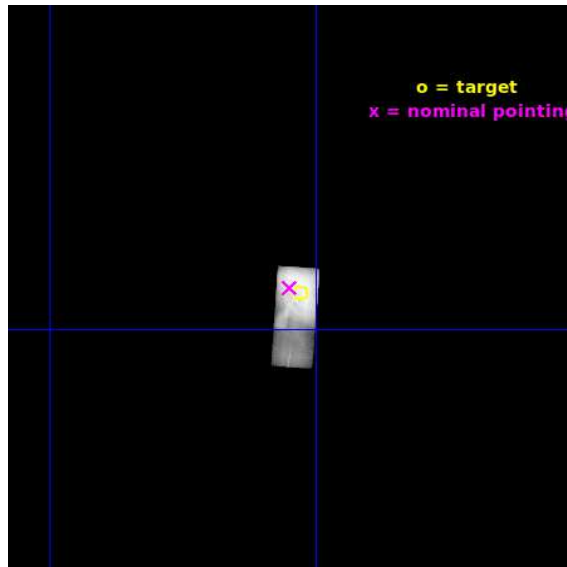 o = target
x = nominal pointing